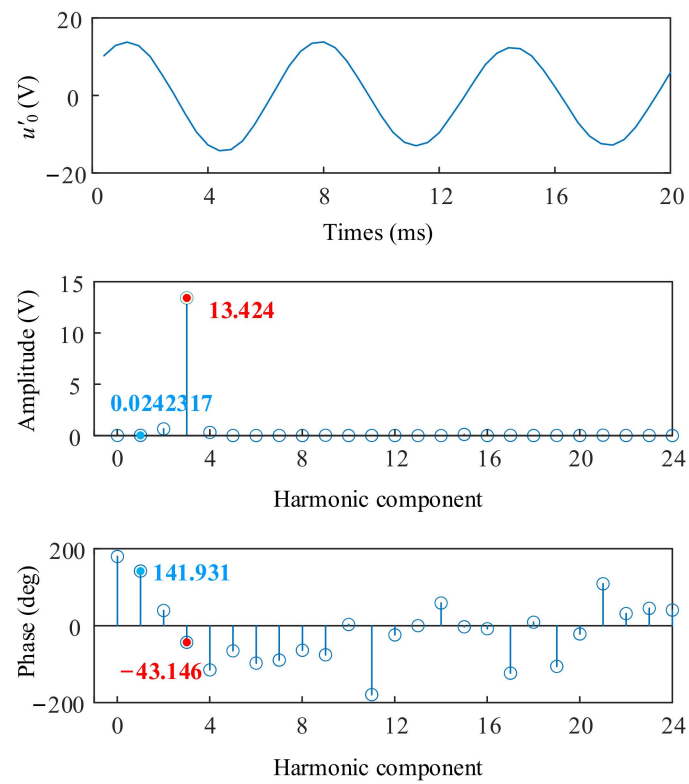 20
0
−20
u′0 (V)
0 4 8 12 16 20
Times (ms)
15
10
5
0
Amplitude (V)
13.424
0.0242317
0 4 8 12 16 20 24
Harmonic component
200
0
−200
Phase (deg)
141.931
−43.146
0 4 8 12 16 20 24
Harmonic component